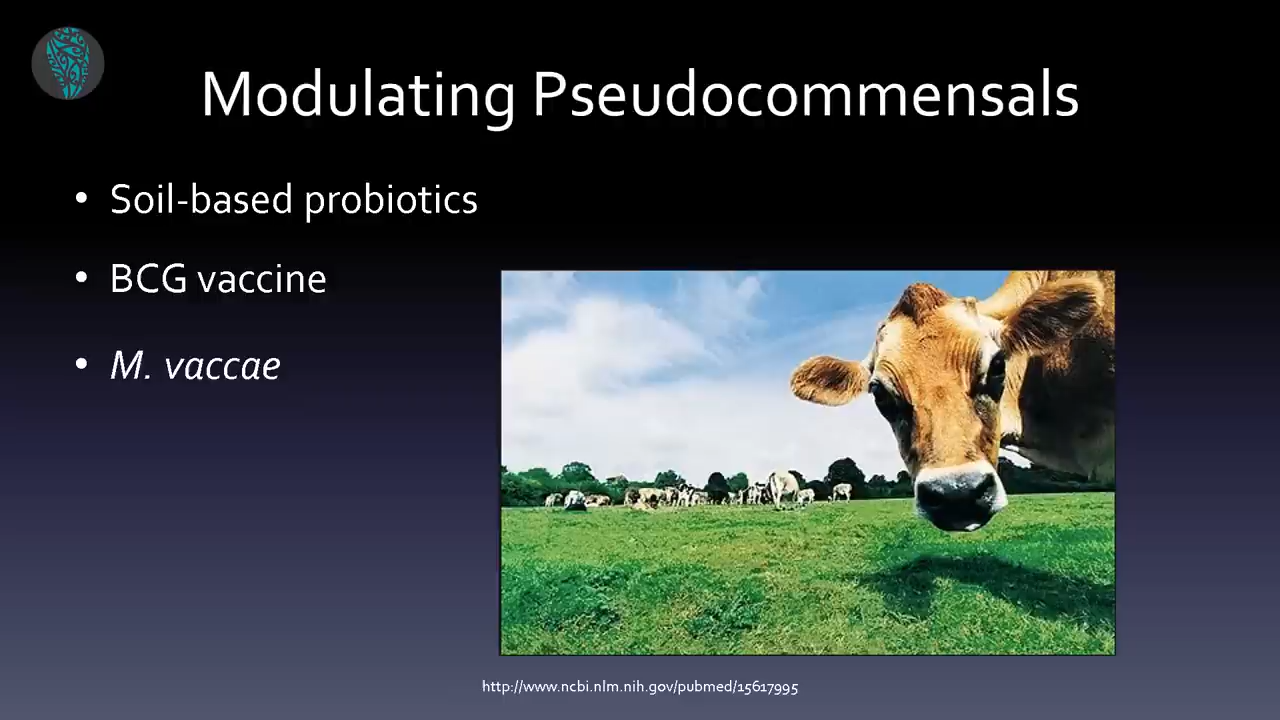 Modulating Pseudocommensals
• Soil-based probiotics
• BCG vaccine
• M. vaccae
http://www.ncbi.nlm.nih.gov/pubmed/15617995